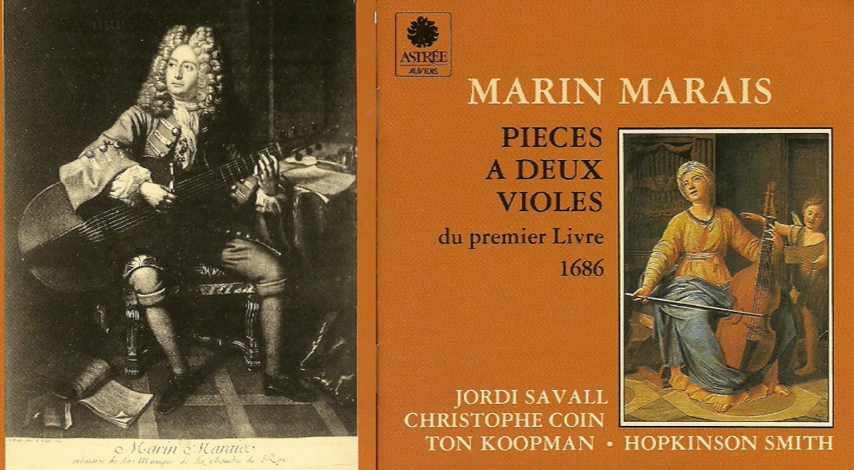 Marin Marais
ASTRÉE
AUVIDIS
MARIN MARAIS
PIECES
A DEUX
VIOLES
du premier Livre
1686
JORDI SAVALL
CHRISTOPHE COIN
TON KOOPMAN • HOPKINSON SMITH